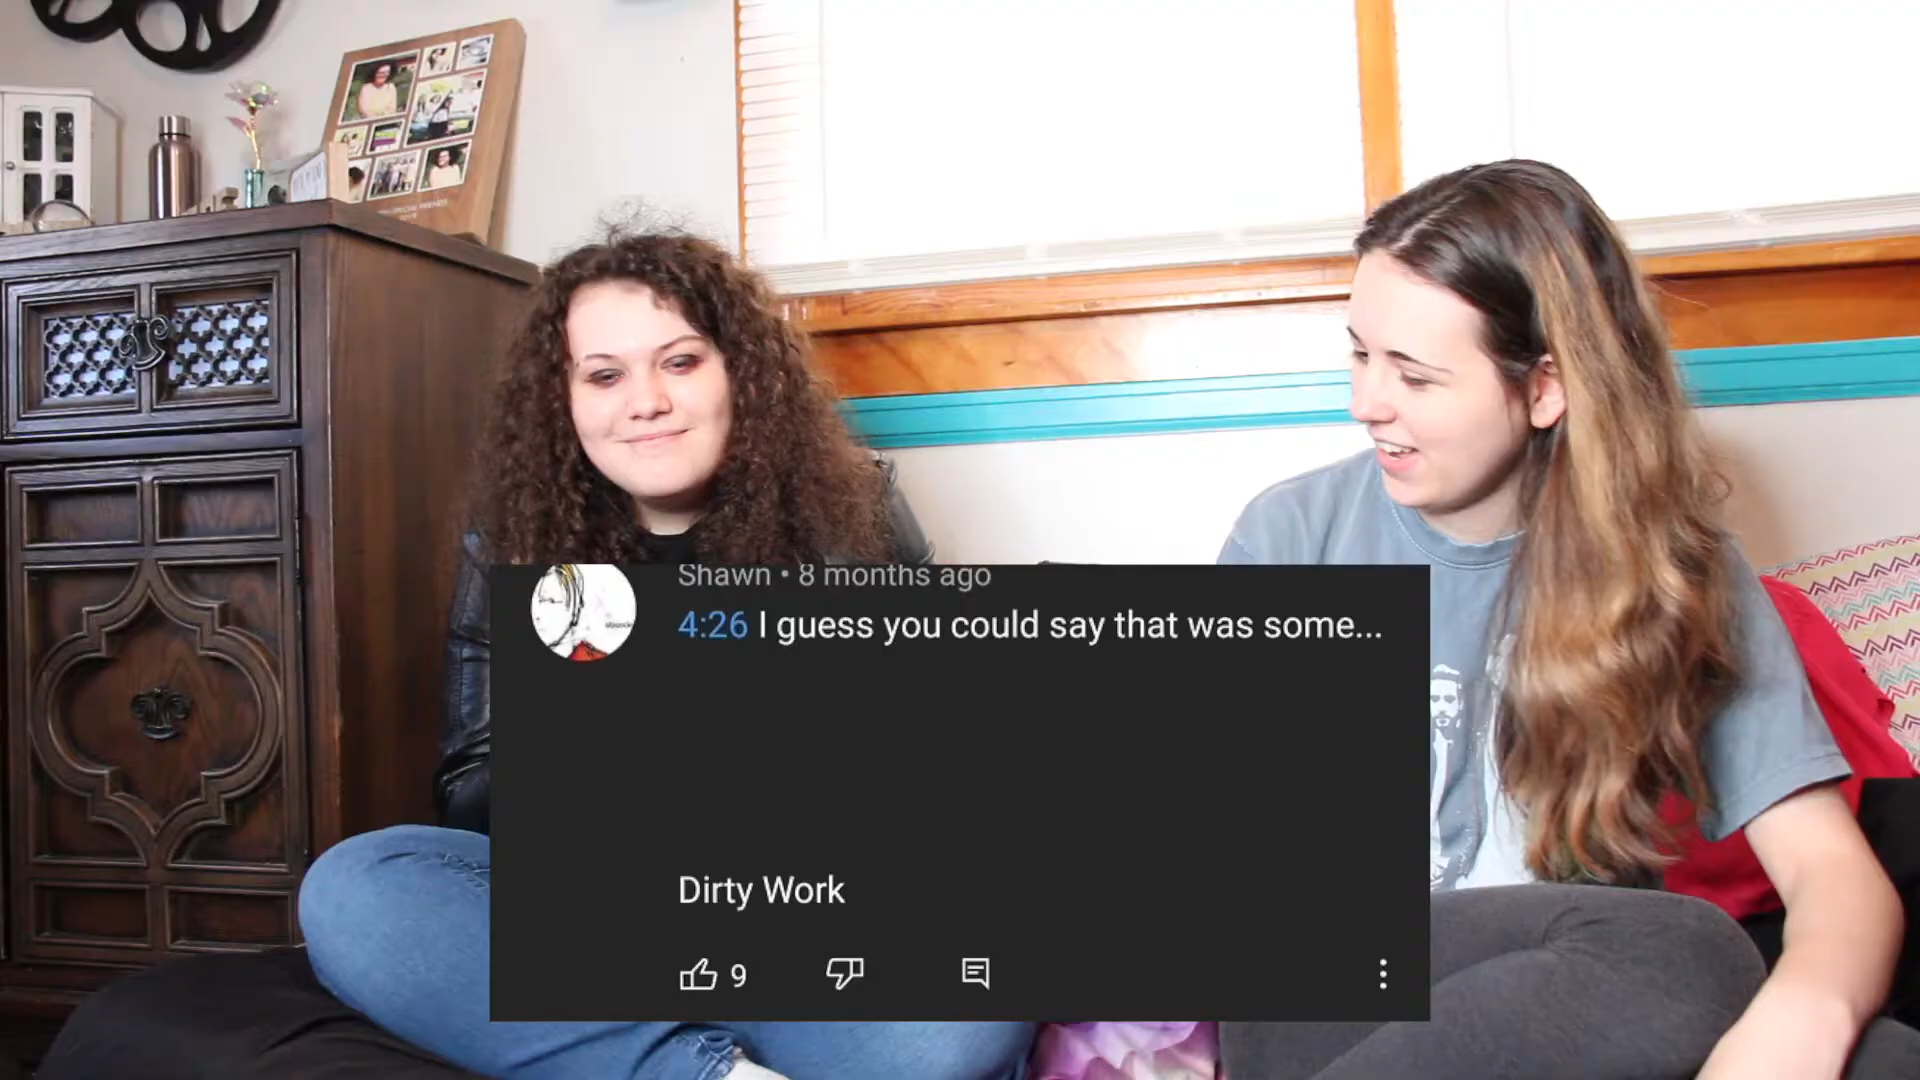 Shawn • 8 months ago
4:26 I guess you could say that was some...
Dirty Work
9